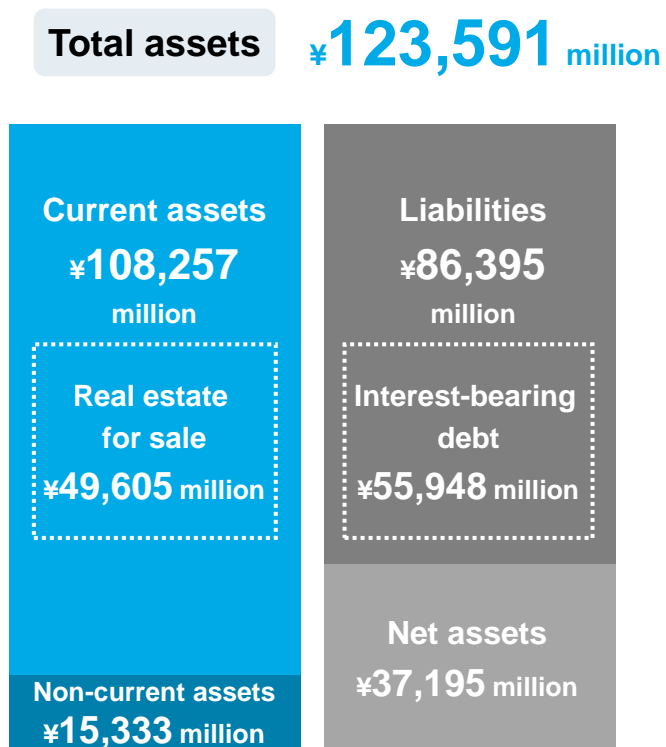 Total assets ¥123,591 million
Current assets
¥108,257
million
Real estate
for sale
¥49,605 million
Non-current assets
¥15,333 million
Liabilities
¥86,395
million
Interest-bearing
debt
¥55,948 million
Net assets
¥37,195 million